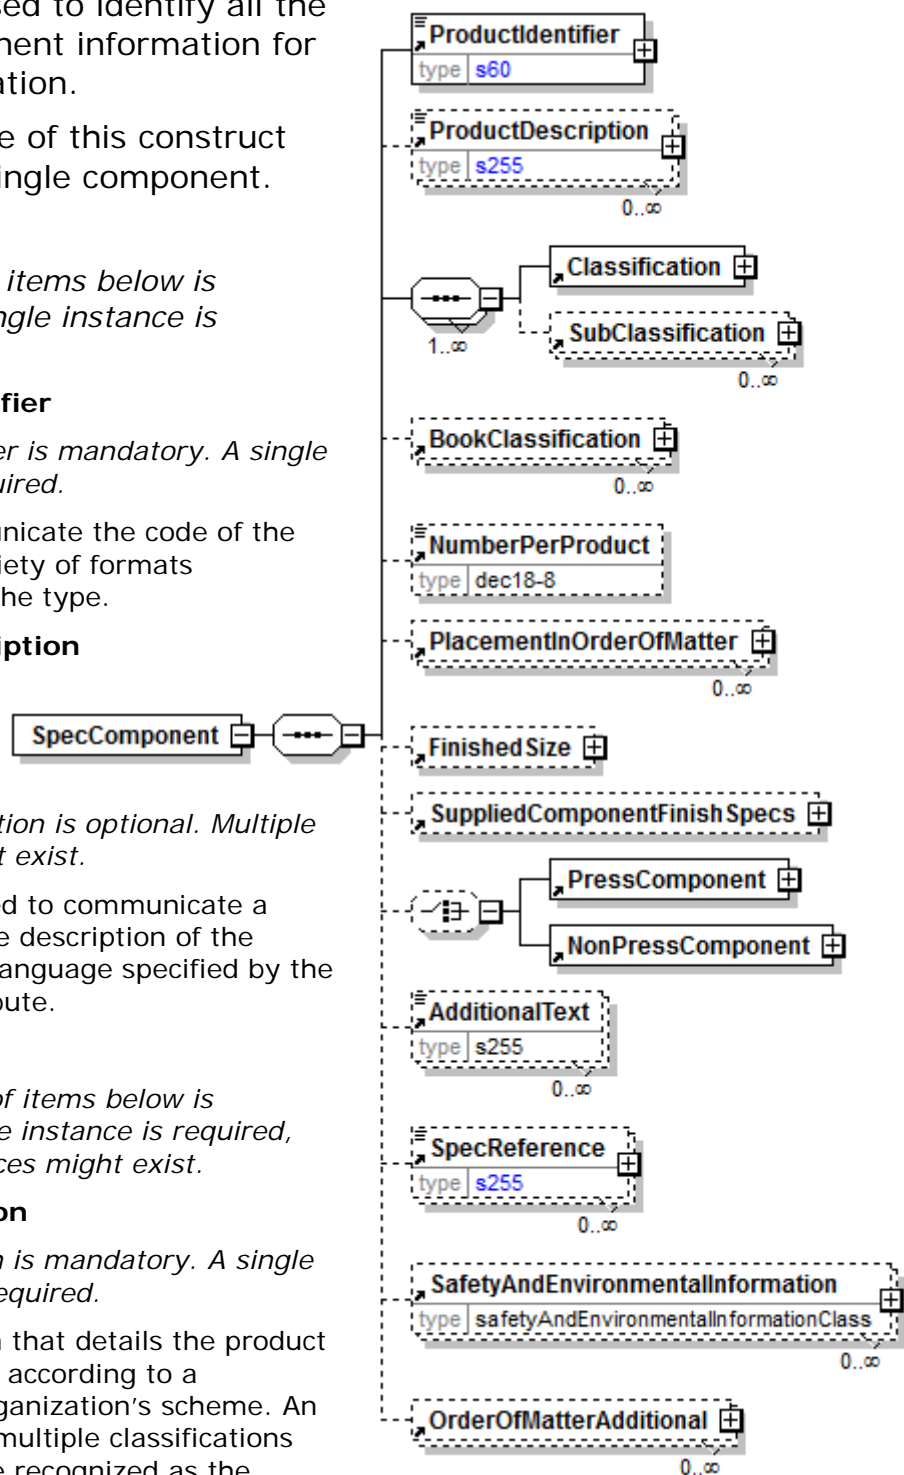 sed to identify all the
nent information for
ation.
e of this construct
ingle component.
items below is
ngle instance is
ifier
er is mandatory. A single
uired.
unicate the code of the
riety of formats
the type.
iption
tion is optional. Multiple
t exist.
ed to communicate a
e description of the
language specified by the
bute.
of items below is
e instance is required,
ces might exist.
on
n is mandatory. A single
equired.
n that details the product
according to a
ganization's scheme. An
multiple classifications
e recognized as the
SpecComponent
ProductIdentifier
type s60
ProductDescription
type s255
0..∞
1..∞
Classification
SubClassification
0..∞
BookClassification
0..∞
NumberPerProduct
type dec18-8
PlacementInOrderOfMatter
0..∞
FinishedSize
SuppliedComponentFinishSpecs
PressComponent
NonPressComponent
AdditionalText
type s255
0..∞
SpecReference
type s255
0..∞
SafetyAndEnvironmentalInformation
type safetyAndEnvironmentalInformationClass
0..∞
OrderOfMatterAdditional
0..∞